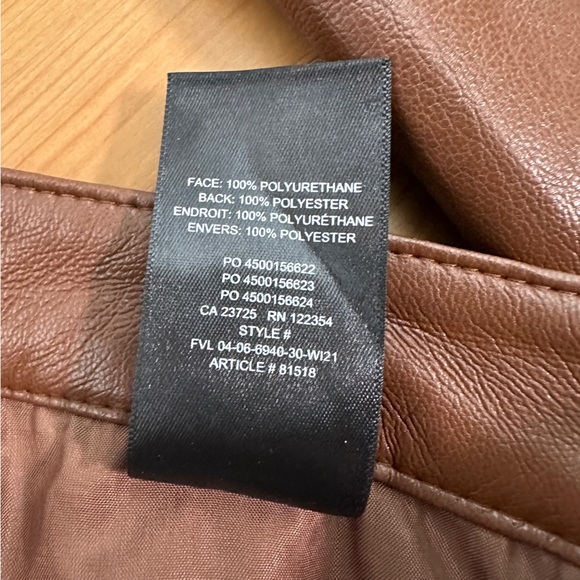 FACE: 100% POLYURETHANE
BACK: 100% POLYESTER
ENDROIT: 100% POLYURÉTHANE
ENVERS: 100% POLYESTER
PO 4500156622
PO 4500156623
PO 4500156624
CA 23725 RN 122354
STYLE #
FVL 04-06-6940-30-WI21
ARTICLE # 81518